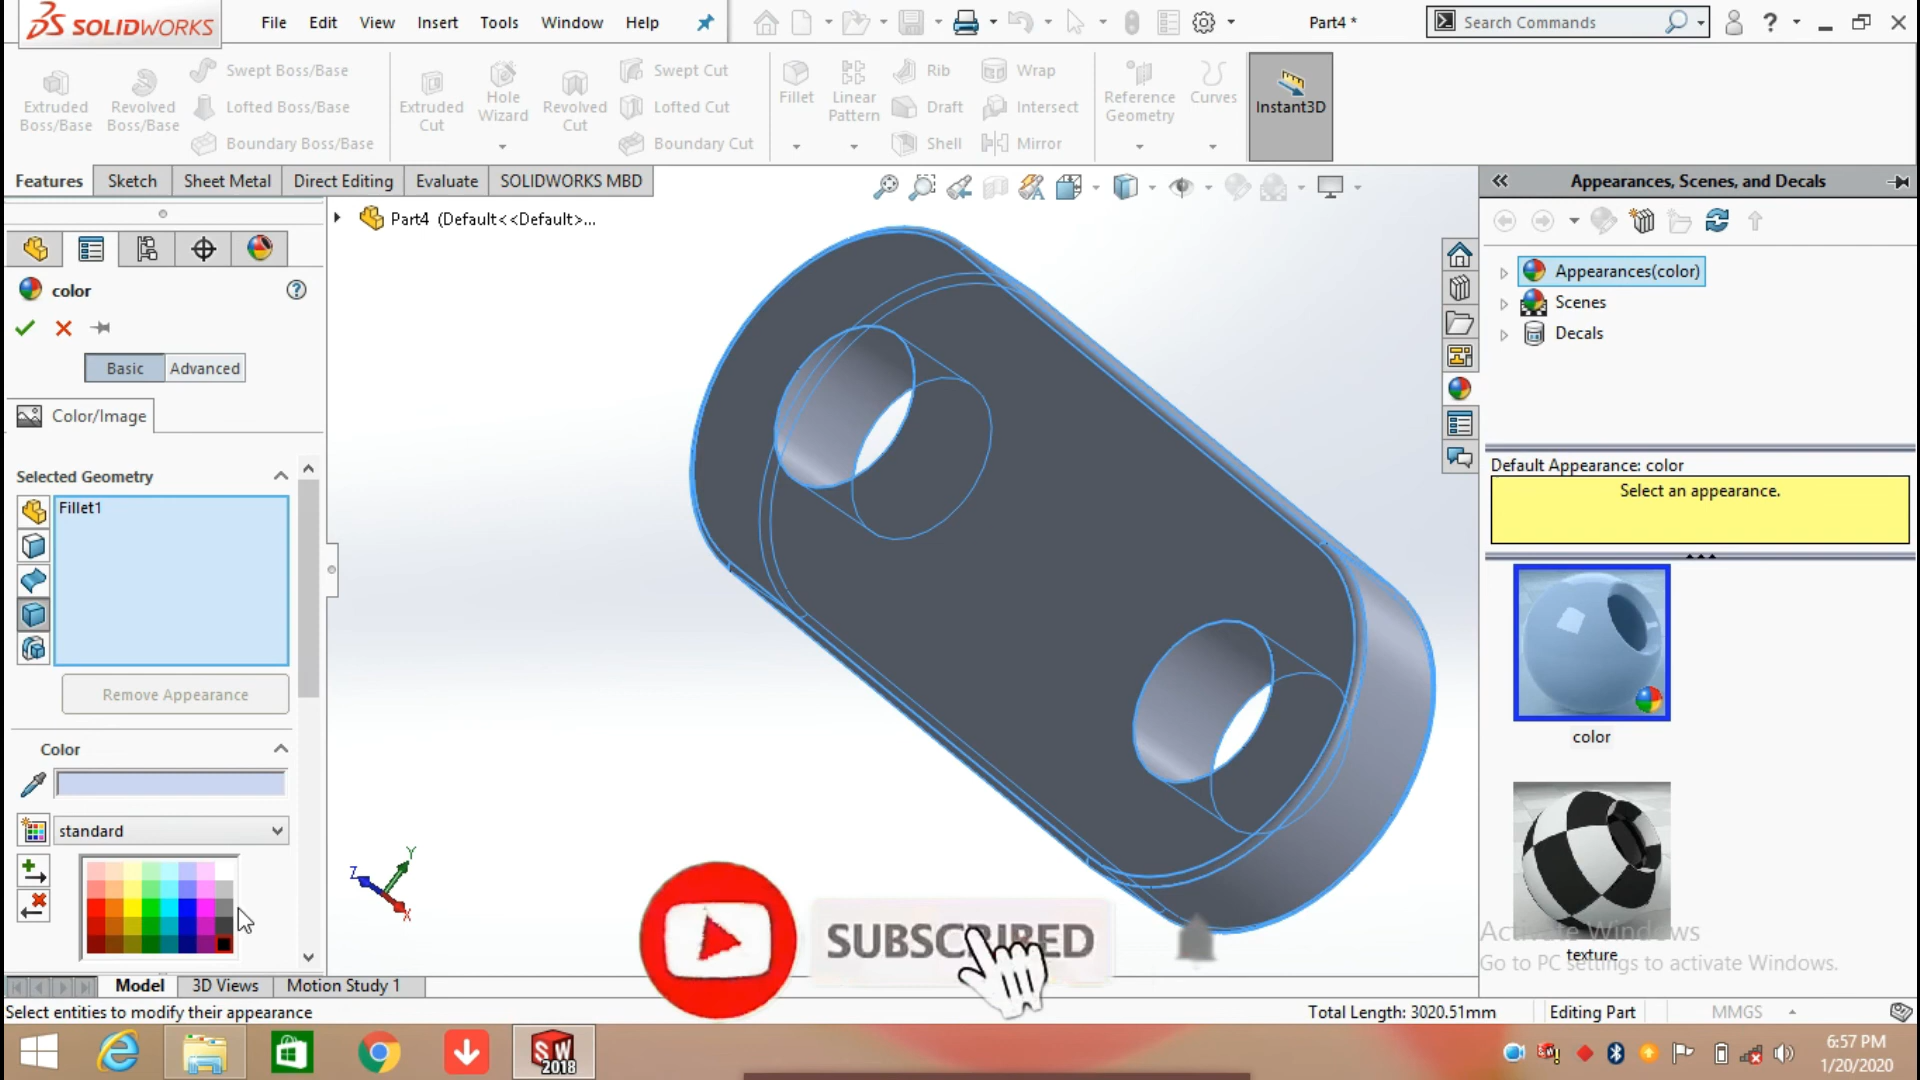 SOLIDWORKS
File Edit View Insert Tools Window Help
Part4 *
Search Commands
?
Extruded Boss/Base
Revolved Boss/Base
Swept Boss/Base
Lofted Boss/Base
Boundary Boss/Base
Extruded Cut
Hole Wizard
Revolved Cut
Swept Cut
Lofted Cut
Boundary Cut
Fillet
Linear Pattern
Rib
Draft
Shell
Wrap
Intersect
Mirror
Reference Geometry
Curves
Instant3D
Features Sketch Sheet Metal Direct Editing Evaluate SOLIDWORKS MBD
Part4 (Default<<Default>...
color
?
Basic Advanced
Color/Image
Selected Geometry
Fillet1
Remove Appearance
Color
standard
Y
Z
X
SUBSCRIBED
Appearances, Scenes, and Decals
Appearances(color)
Scenes
Decals
Default Appearance: color
Select an appearance.
color
texture
Activate Windows
Go to PC settings to activate Windows.
Model 3D Views Motion Study 1
Select entities to modify their appearance
Total Length: 3020.51mm Editing Part MMGS
SW
2018
6:57 PM
1/20/2020